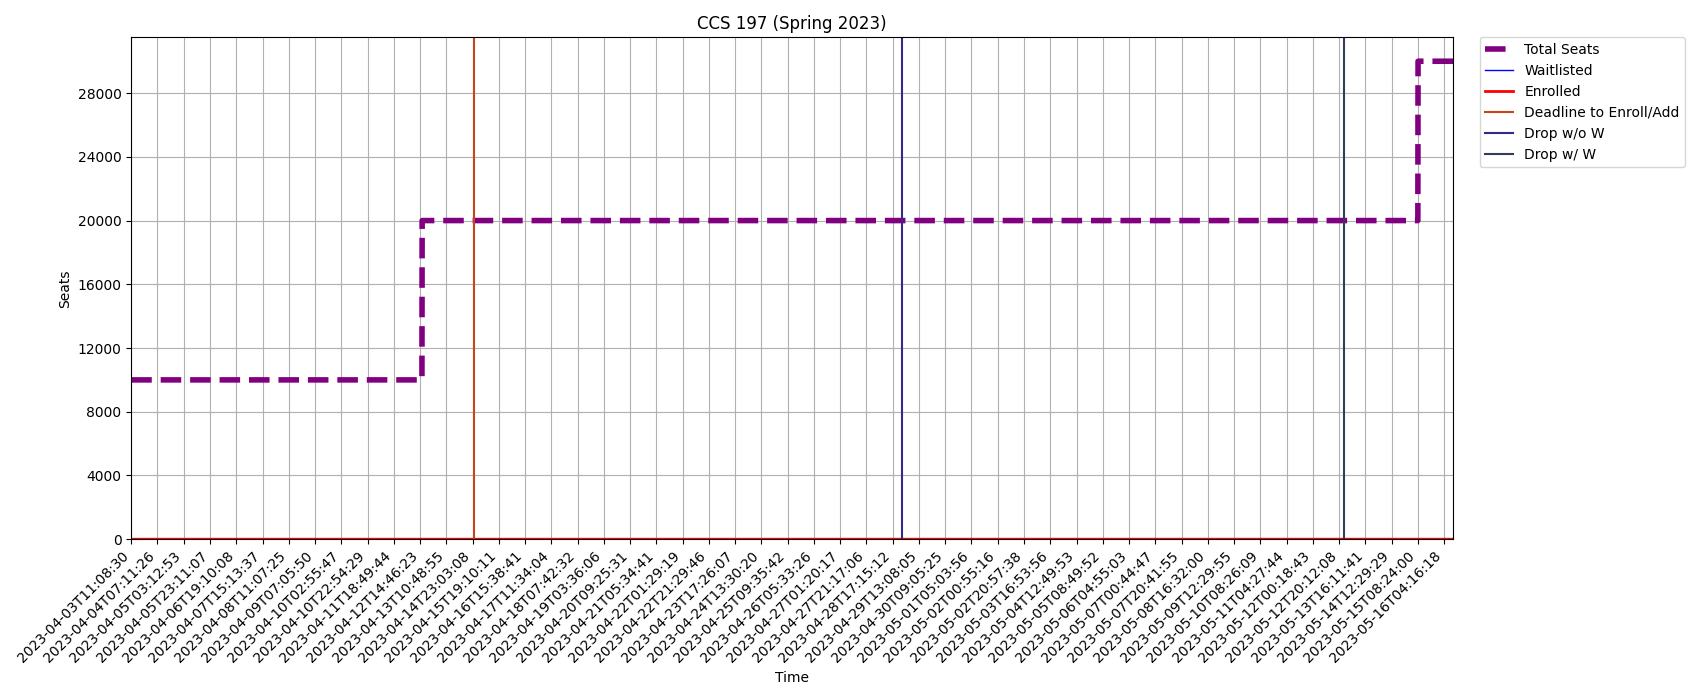 CCS 197 (Spring 2023)
Total Seats
Waitlisted
Enrolled
Deadline to Enroll/Add
Drop w/o W
Drop w/ W
28000
24000
20000
16000
12000
8000
4000
0
Seats
2023-04-03T11:08:30
2023-04-04T07:11:26
2023-04-05T03:12:53
2023-04-05T23:11:07
2023-04-06T19:10:08
2023-04-07T15:13:37
2023-04-08T11:07:25
2023-04-09T07:05:50
2023-04-10T02:55:47
2023-04-10T22:54:29
2023-04-11T18:49:44
2023-04-12T14:46:23
2023-04-13T10:48:55
2023-04-14T23:03:08
2023-04-15T19:10:11
2023-04-16T15:38:41
2023-04-17T11:34:04
2023-04-18T07:42:32
2023-04-19T03:36:06
2023-04-20T09:25:31
2023-04-21T05:34:41
2023-04-22T01:29:19
2023-04-22T21:29:46
2023-04-23T17:26:07
2023-04-24T13:30:20
2023-04-25T09:35:42
2023-04-26T05:33:26
2023-04-27T01:20:17
2023-04-27T21:17:06
2023-04-28T17:15:12
2023-04-29T13:08:05
2023-04-30T09:05:25
2023-05-01T05:03:56
2023-05-02T00:55:16
2023-05-02T20:57:38
2023-05-03T16:53:56
2023-05-04T12:49:53
2023-05-05T08:49:52
2023-05-06T04:55:03
2023-05-07T00:44:47
2023-05-07T20:41:55
2023-05-08T16:32:00
2023-05-09T12:29:55
2023-05-10T08:26:09
2023-05-11T04:27:44
2023-05-12T00:18:43
2023-05-12T20:12:08
2023-05-13T16:11:41
2023-05-14T12:29:29
2023-05-15T08:24:00
2023-05-16T04:16:18
Time